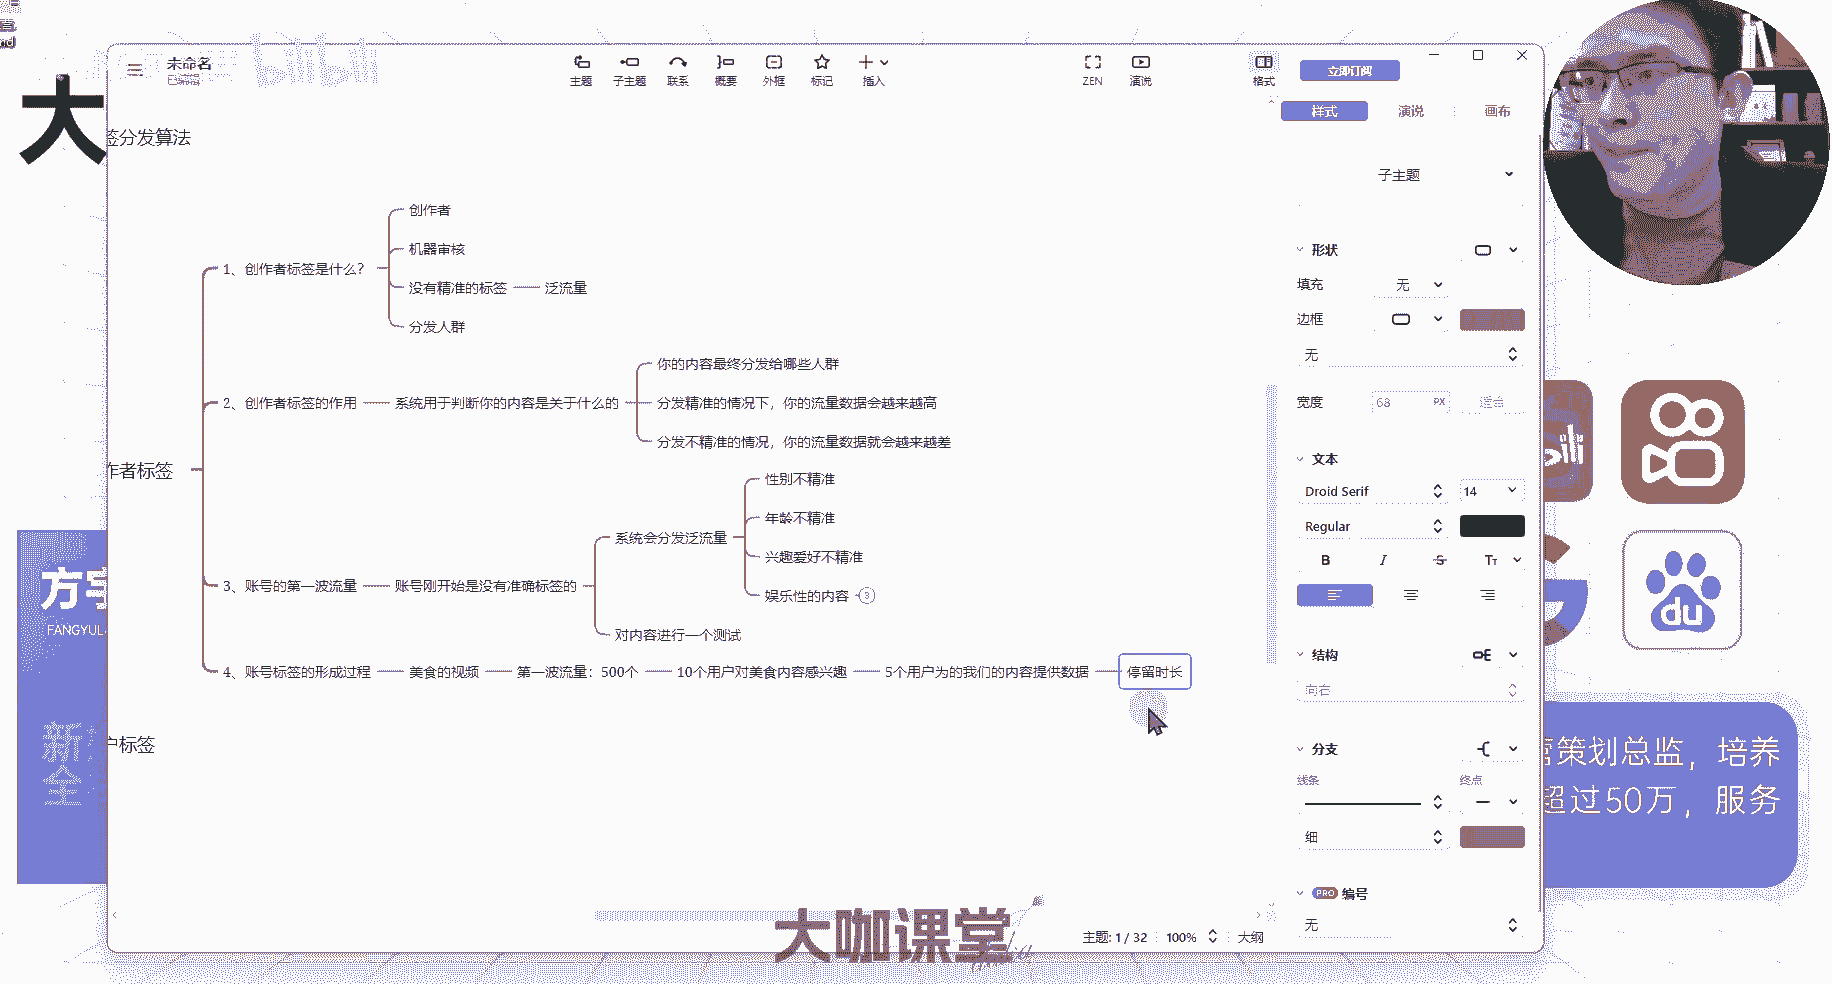 大
bilibili
未命名
已编辑
主题
子主题
联系
概要
外框
标记
插入
ZEN
演说
格式
立即订阅
样式
演说
画布
签分发算法
创作者
1、创作者标签是什么?
机器审核
没有精准的标签
泛流量
分发人群
你的内容最终分发给哪些人群
2、创作者标签的作用
系统用于判断你的内容是关于什么的
分发精准的情况下，你的流量数据会越来越高
分发不精准的情况，你的流量数据就会越来越差
作者标签
性别不精准
系统会分发泛流量
年龄不精准
兴趣爱好不精准
3、账号的第一波流量
账号刚开始是没有准确标签的
娱乐性的内容
3
对内容进行一个测试
4、账号标签的形成过程
美食的视频
第一波流量：500个
10个用户对美食内容感兴趣
5个用户为的我们的内容提供数据
停留时长
户标签
子主题
形状
填充
无
边框
无
宽度
68
PX
适合
文本
Droid Serif
14
Regular
B
I
S
TT
结构
向右
分支
线条
终点
细
PRO
编号
无
主题: 1 / 32
100%
大纲
方宇
FANGYUL
新
全
du
营策划总监，培养
超过50万，服务
大咖课堂